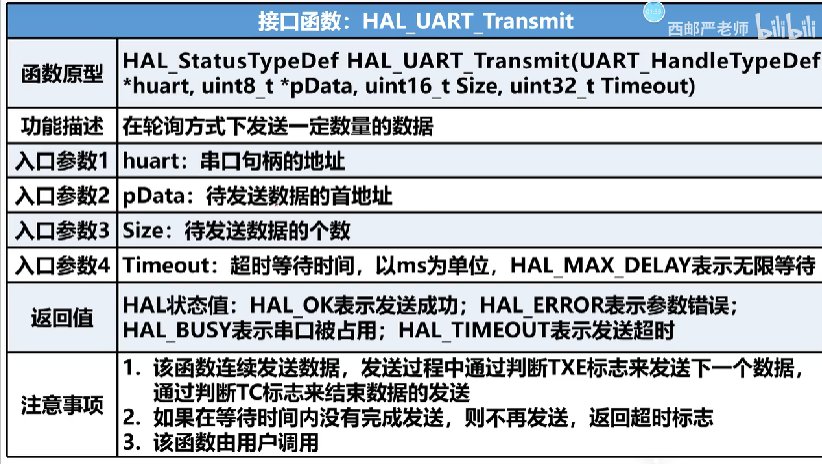 接口函数：HAL_UART_Transmit
西邮严老师 bilibili
函数原型
HAL_StatusTypeDef HAL_UART_Transmit(UART_HandleTypeDef
*huart, uint8_t *pData, uint16_t Size, uint32_t Timeout)
功能描述
在轮询方式下发送一定数量的数据
入口参数1
huart：串口句柄的地址
入口参数2
pData：待发送数据的首地址
入口参数3
Size：待发送数据的个数
入口参数4
Timeout：超时等待时间，以ms为单位，HAL_MAX_DELAY表示无限等待
返回值
HAL状态值：HAL_OK表示发送成功；HAL_ERROR表示参数错误；
HAL_BUSY表示串口被占用；HAL_TIMEOUT表示发送超时
注意事项
1. 该函数连续发送数据，发送过程中通过判断TXE标志来发送下一个数据，
通过判断TC标志来结束数据的发送
2. 如果在等待时间内没有完成发送，则不再发送，返回超时标志
3. 该函数由用户调用